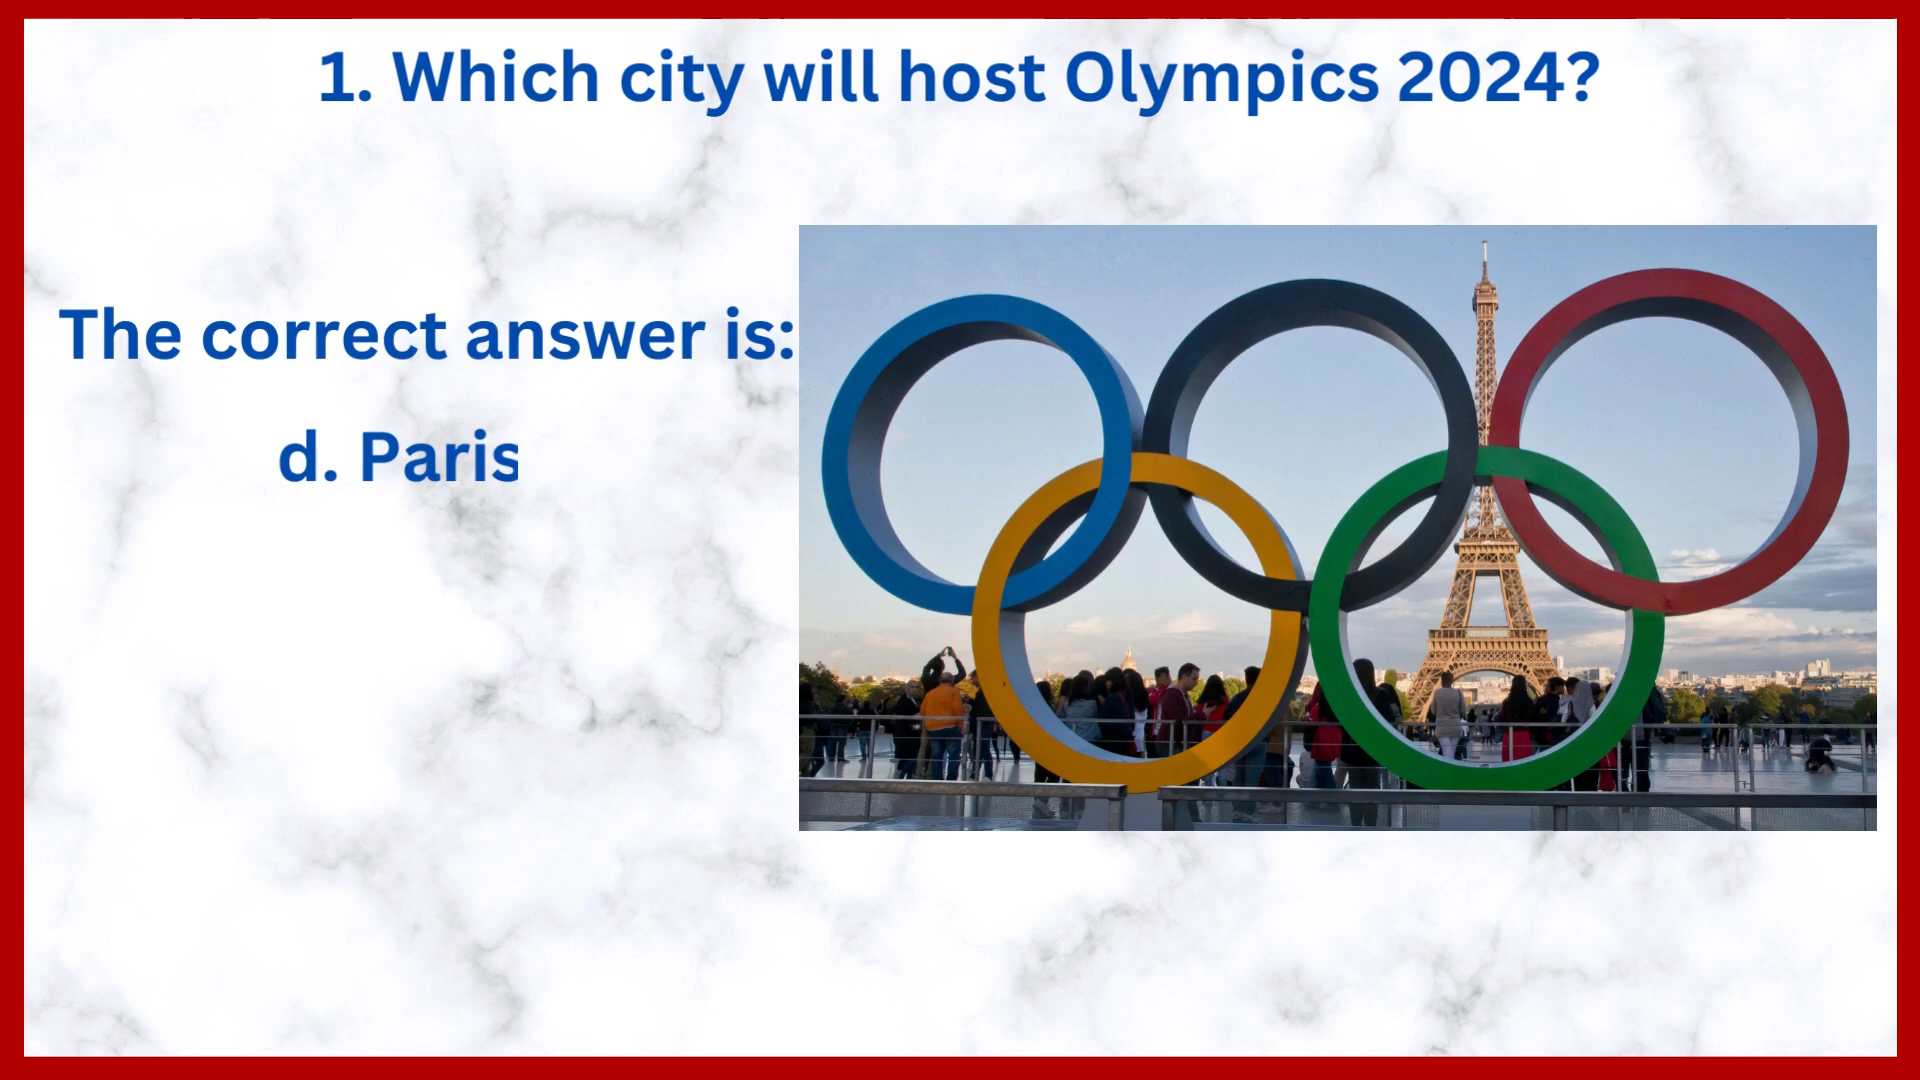 1. Which city will host Olympics 2024?
The correct answer is:
d. Paris